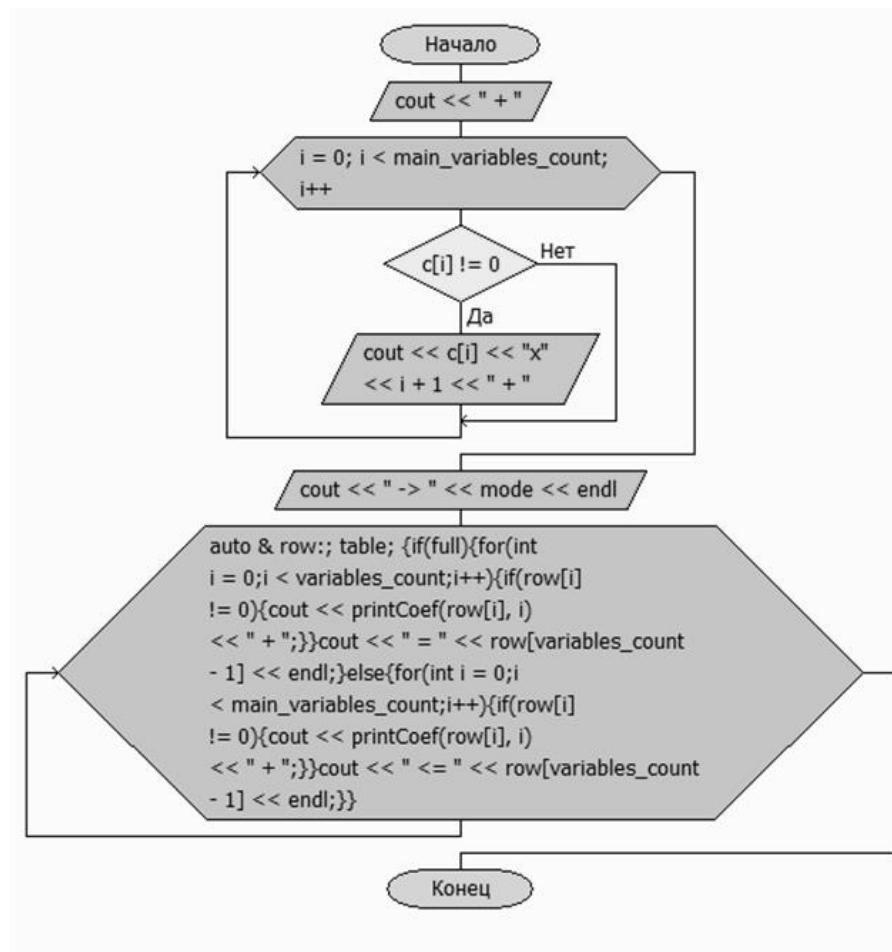 Начало
cout << " + "
i = 0; i < main_variables_count;
i++
c[i] != 0
Нет
Да
cout << c[i] << "x"
<< i + 1 << " + "
cout << " -> " << mode << endl
auto & row:; table; {if(full){for(int
i = 0;i < variables_count;i++){if(row[i]
!= 0){cout << printCoef(row[i], i)
<< " + ";}}cout << " = " << row[variables_count
- 1] << endl;}else{for(int i = 0;i
< main_variables_count;i++){if(row[i]
!= 0){cout << printCoef(row[i], i)
<< " + ";}}cout << " <= " << row[variables_count
- 1] << endl;}}
Конец